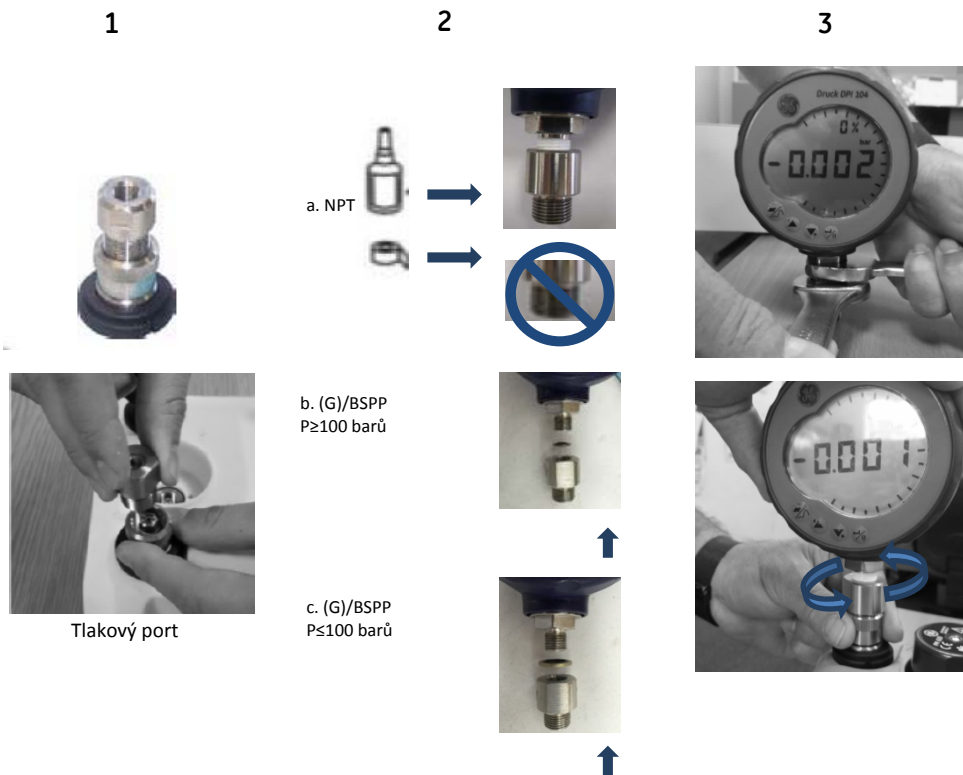 1
2
3
a. NPT
b. (G)/BSPP
P≥100 barů
c. (G)/BSPP
P≤100 barů
Tlakový port
Druck DPI 104
0%
bar
-0.002
-0.001